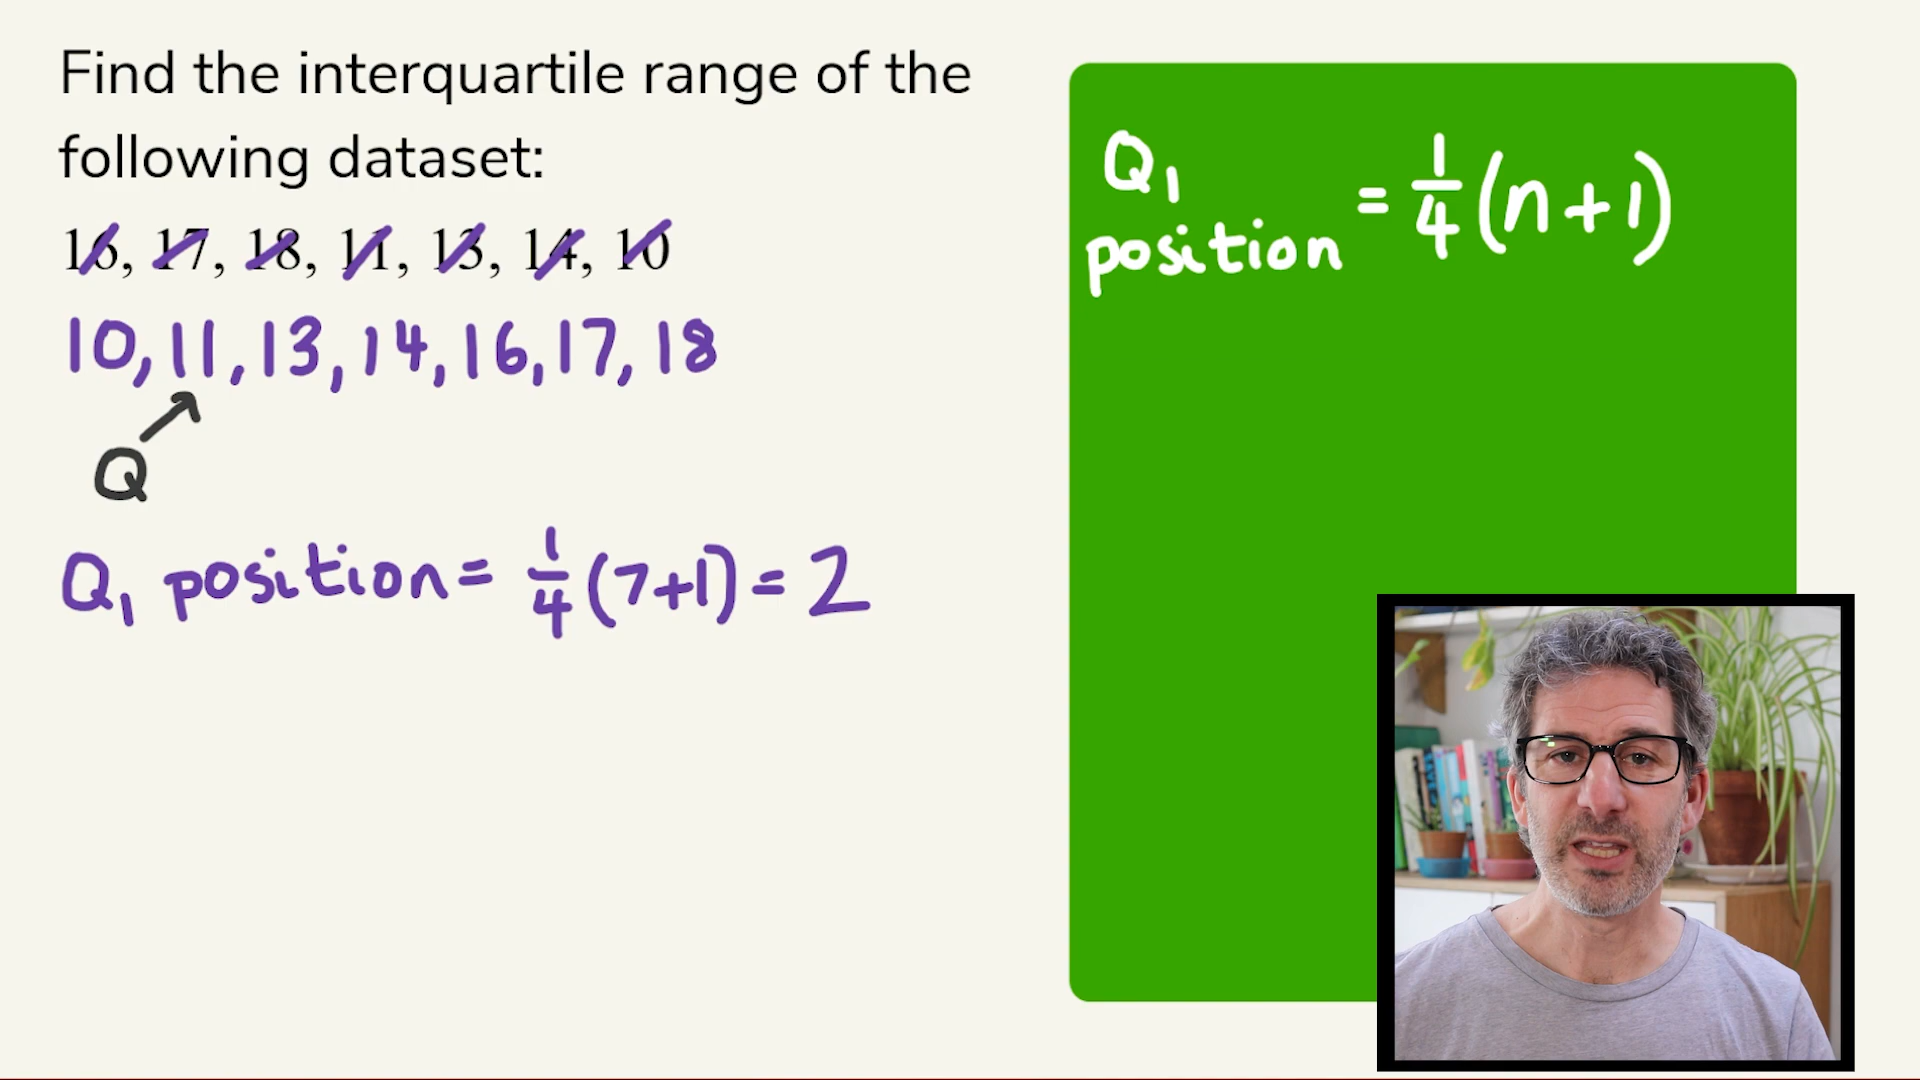 Find the interquartile range of the
following dataset:
16, 17, 18, 11, 13, 14, 10
10, 11, 13, 14, 16, 17, 18
Q
Q₁ position = 1/4 (7+1) = 2
Q₁ position = 1/4 (n+1)